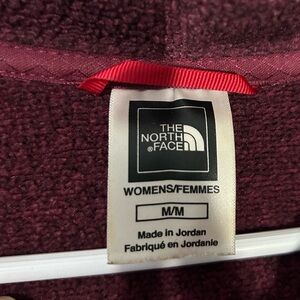 THE
NORTH
®FACE
WOMENS/FEMMES
M/M
Made in Jordan
Fabriqué en Jordanie